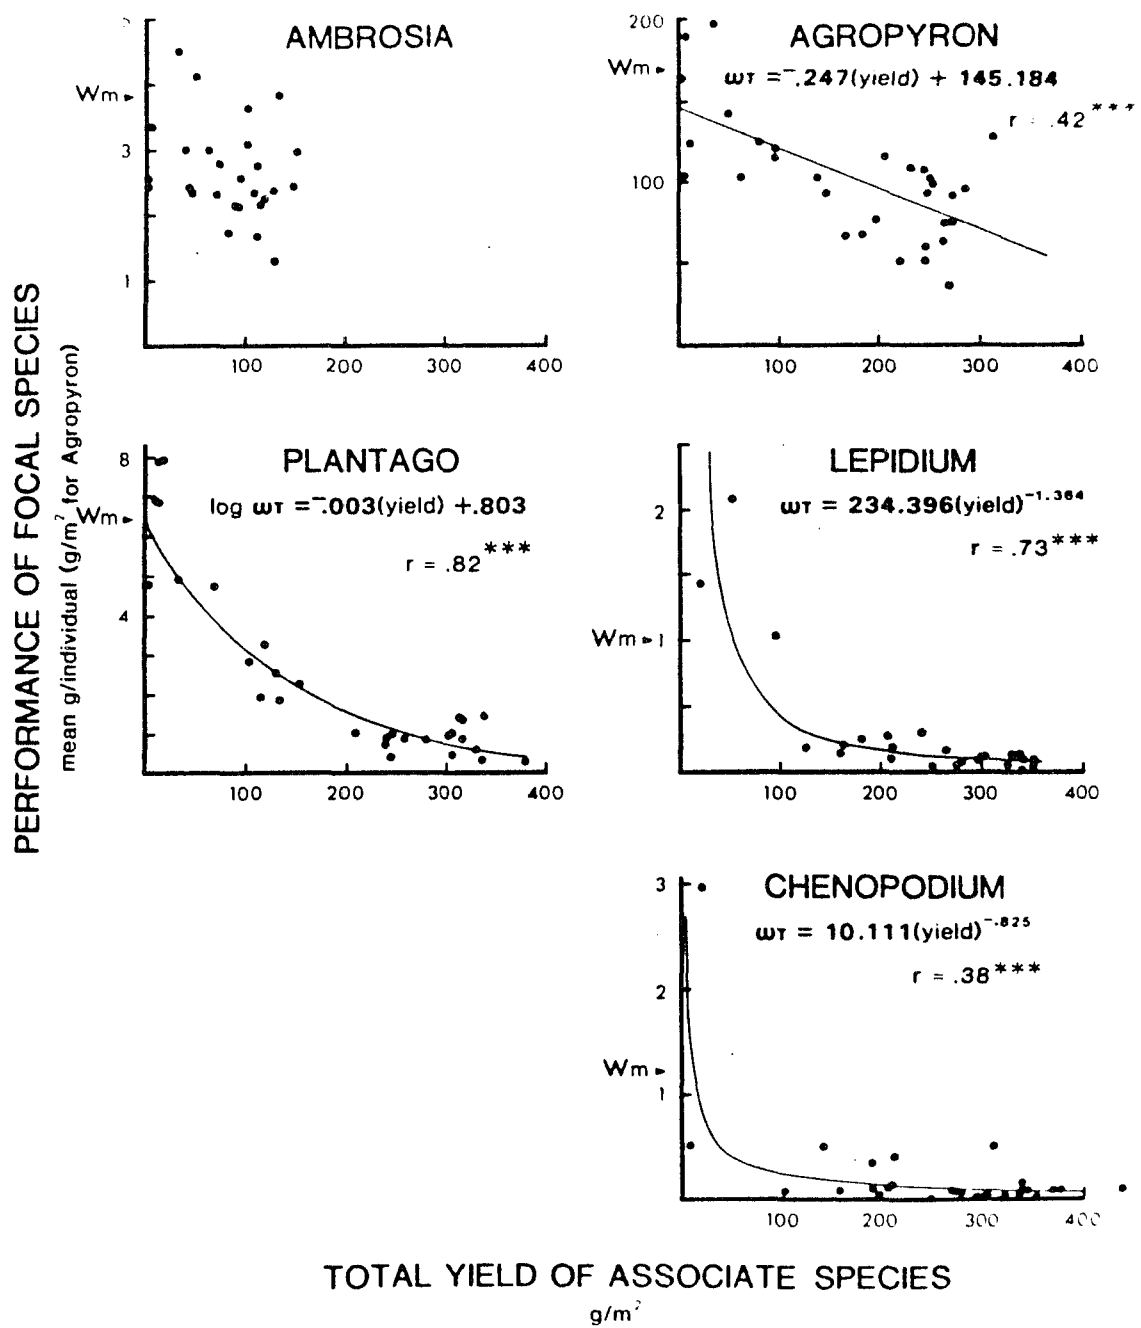 PERFORMANCE OF FOCAL SPECIES
mean g/individual (g/m² for Agropyron)
AMBROSIA
5
Wm
3
1
100 200 300 400
AGROPYRON
ωT = -.247(yield) + 145.184
r = .42***
200
Wm
100
100 200 300 400
PLANTAGO
log ωT = -.003(yield) +.803
r = .82***
8
Wm
4
100 200 300 400
LEPIDIUM
ωT = 234.396(yield)-1.364
r = .73***
2
Wm 1
100 200 300 400
CHENOPODIUM
ωT = 10.111(yield)-.825
r = .38***
3
2
Wm
1
100 200 300 400
TOTAL YIELD OF ASSOCIATE SPECIES
g/m²